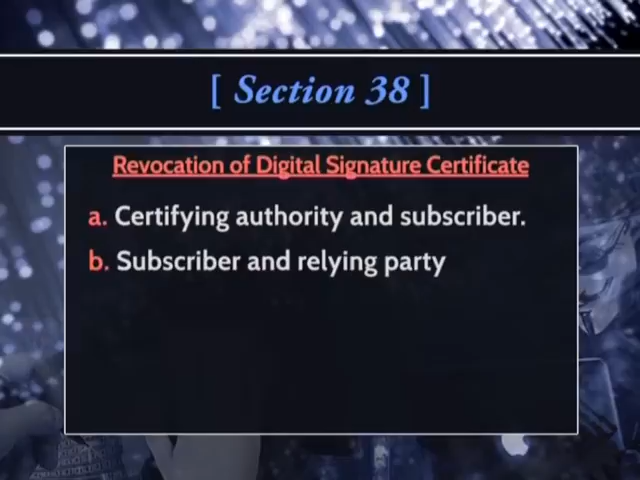 [ Section 38 ]
Revocation of Digital Signature Certificate
a. Certifying authority and subscriber.
b. Subscriber and relying party